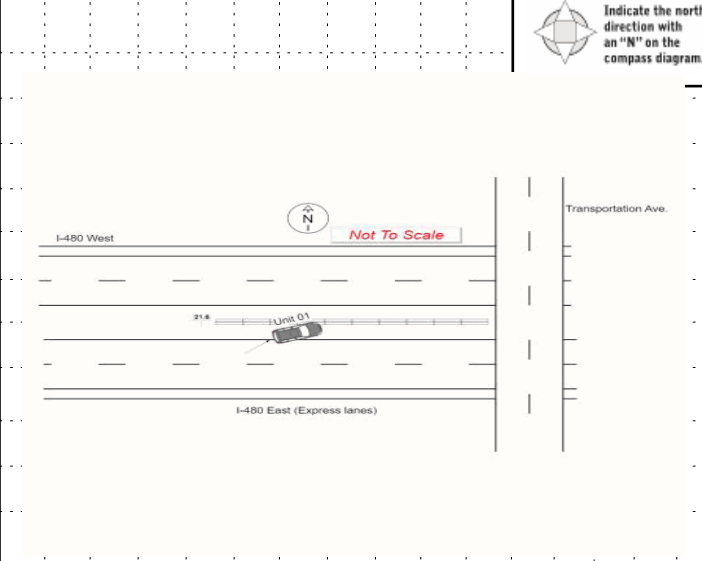 Indicate the north
direction with
an "N" on the
compass diagram.
Transportation Ave.
N
Not To Scale
I-480 West
21.6
Unit 01
I-480 East (Express lanes)